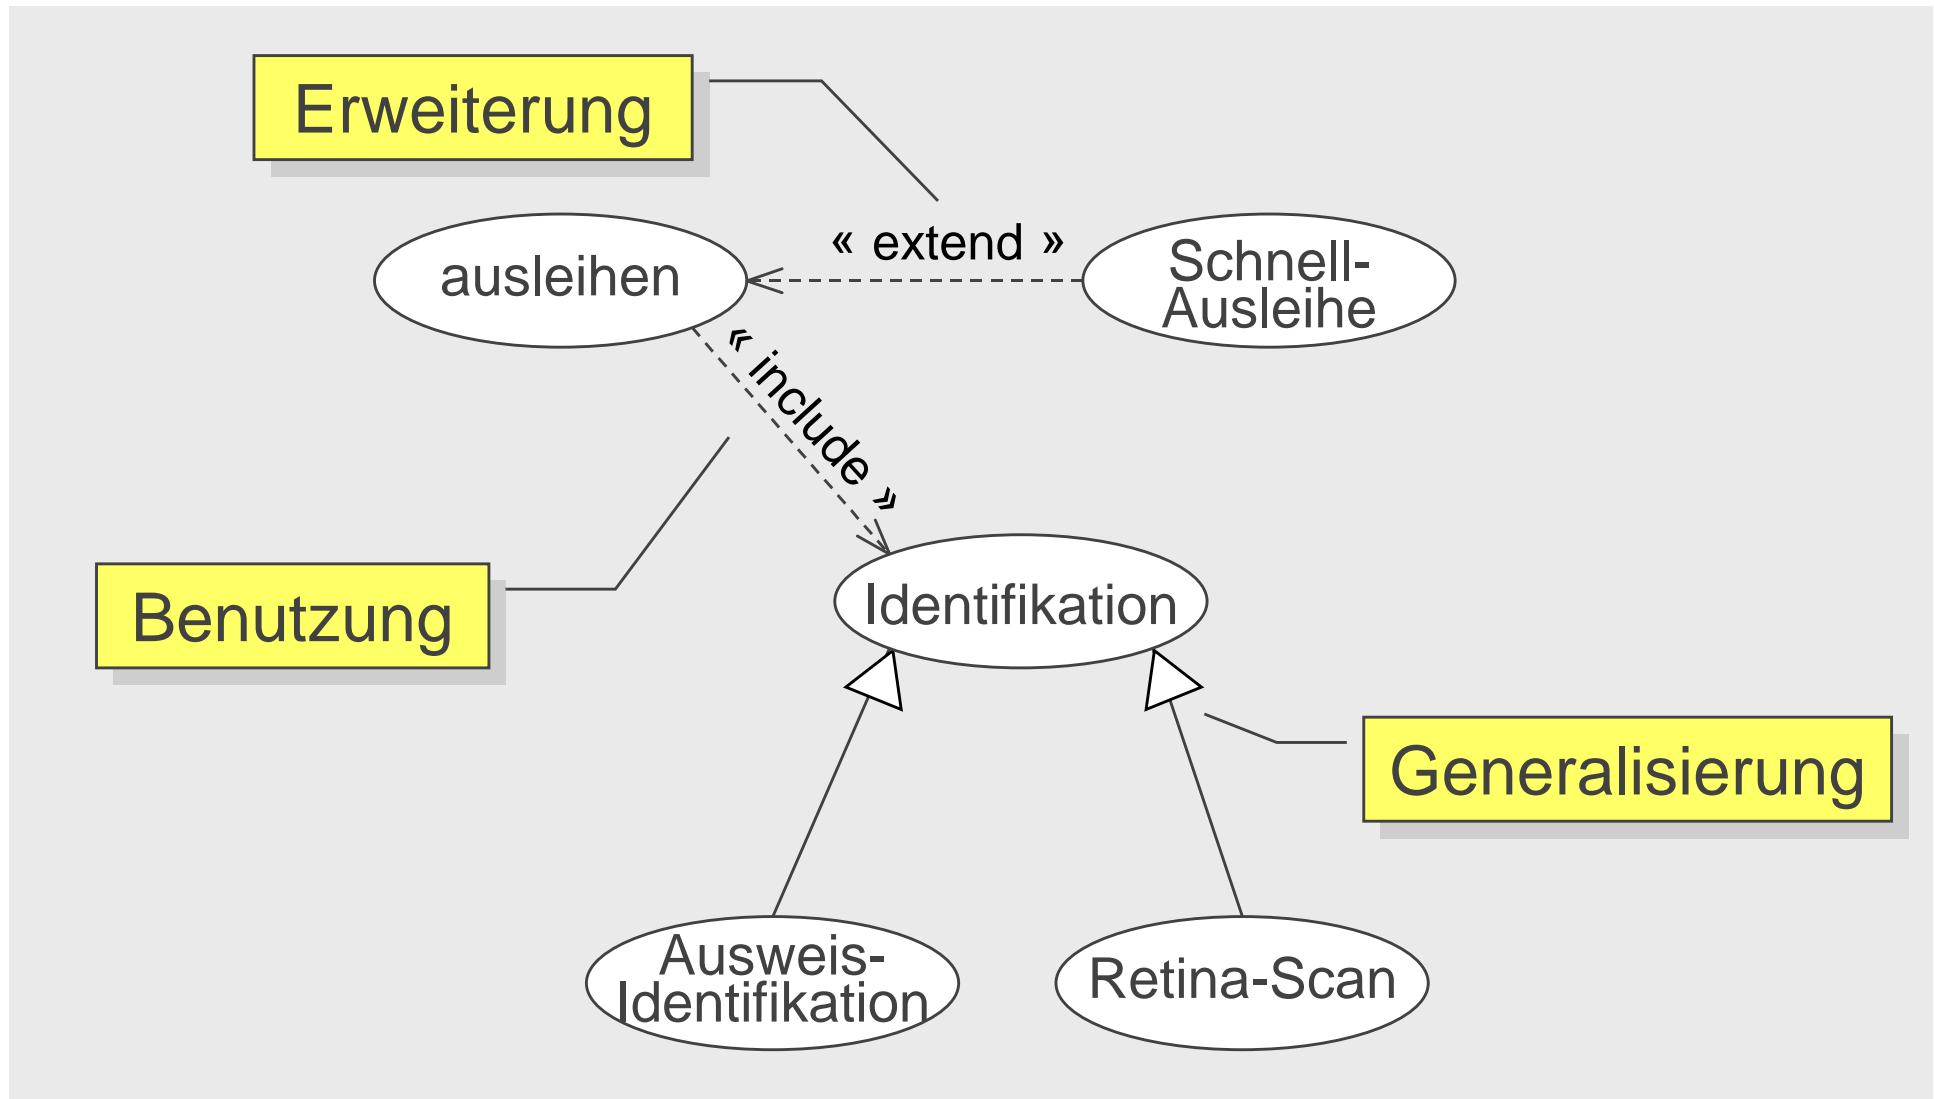 Erweiterung
« extend »
ausleihen
Schnell-
Ausleihe
« include »
Benutzung
Identifikation
Generalisierung
Ausweis-
Identifikation
Retina-Scan